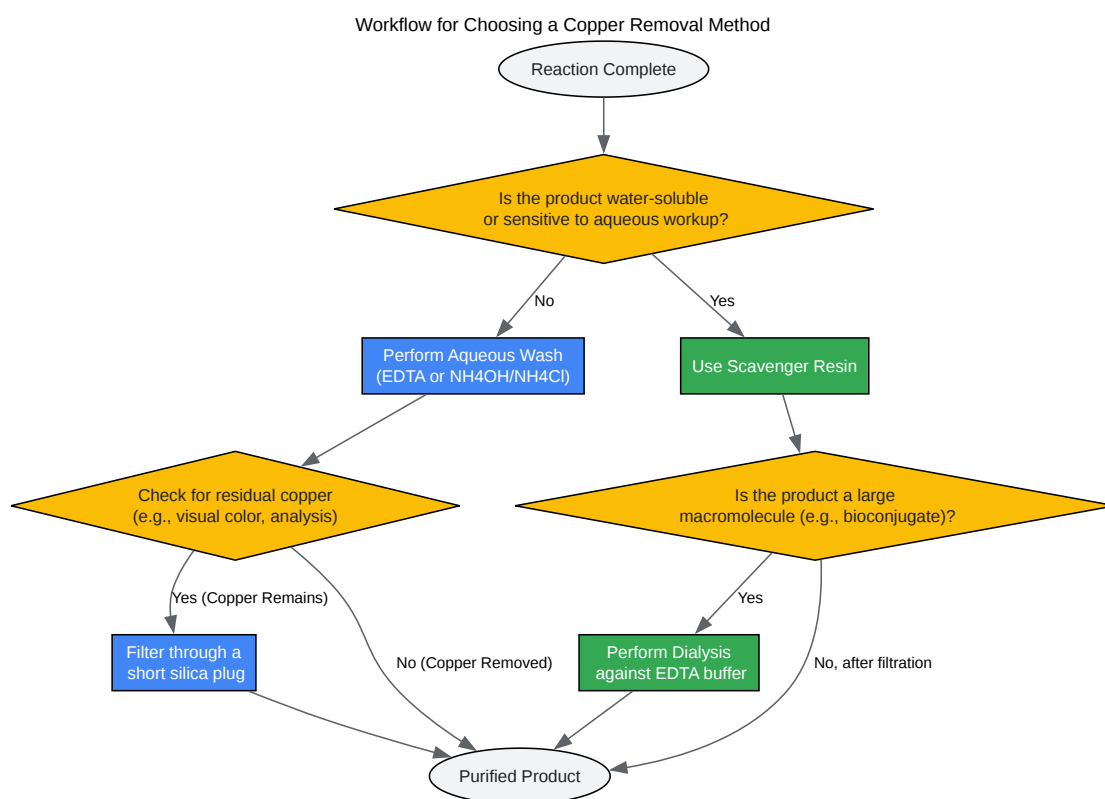 Workflow for Choosing a Copper Removal Method
Reaction Complete
Is the product water-soluble
or sensitive to aqueous workup?
No
Yes
Perform Aqueous Wash
(EDTA or NH4OH/NH4Cl)
Use Scavenger Resin
Check for residual copper
(e.g., visual color, analysis)
Is the product a large
macromolecule (e.g., bioconjugate)?
Yes (Copper Remains)
Yes
Filter through a
short silica plug
No (Copper Removed)
Perform Dialysis
against EDTA buffer
No, after filtration
Purified Product